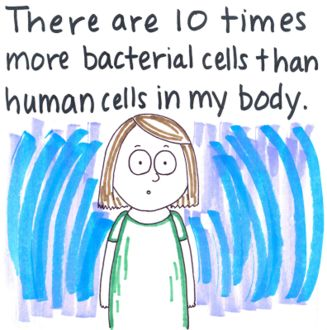 There are 10 times
more bacterial cells than
human cells in my body.